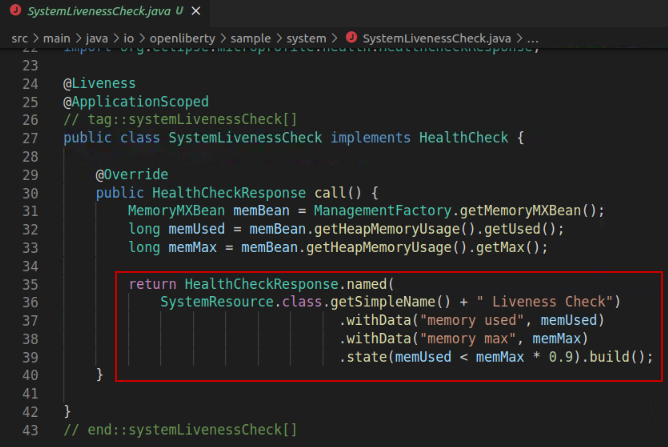 SystemLivenessCheck.java U ×
src > main > java > io > openliberty > sample > system > SystemLivenessCheck.java > ...
22 import org.eclipse.microprofile.health.HealthCheckResponse;
23
24 @Liveness
25 @ApplicationScoped
26 // tag::systemLivenessCheck[]
27 public class SystemLivenessCheck implements HealthCheck {
28
29 @Override
30 public HealthCheckResponse call() {
31 MemoryMXBean memBean = ManagementFactory.getMemoryMXBean();
32 long memUsed = memBean.getHeapMemoryUsage().getUsed();
33 long memMax = memBean.getHeapMemoryUsage().getMax();
34
35 return HealthCheckResponse.named(
36 SystemResource.class.getSimpleName() + " Liveness Check")
37 .withData("memory used", memUsed)
38 .withData("memory max", memMax)
39 .state(memUsed < memMax * 0.9).build();
40 }
41
42 }
43 // end::systemLivenessCheck[]